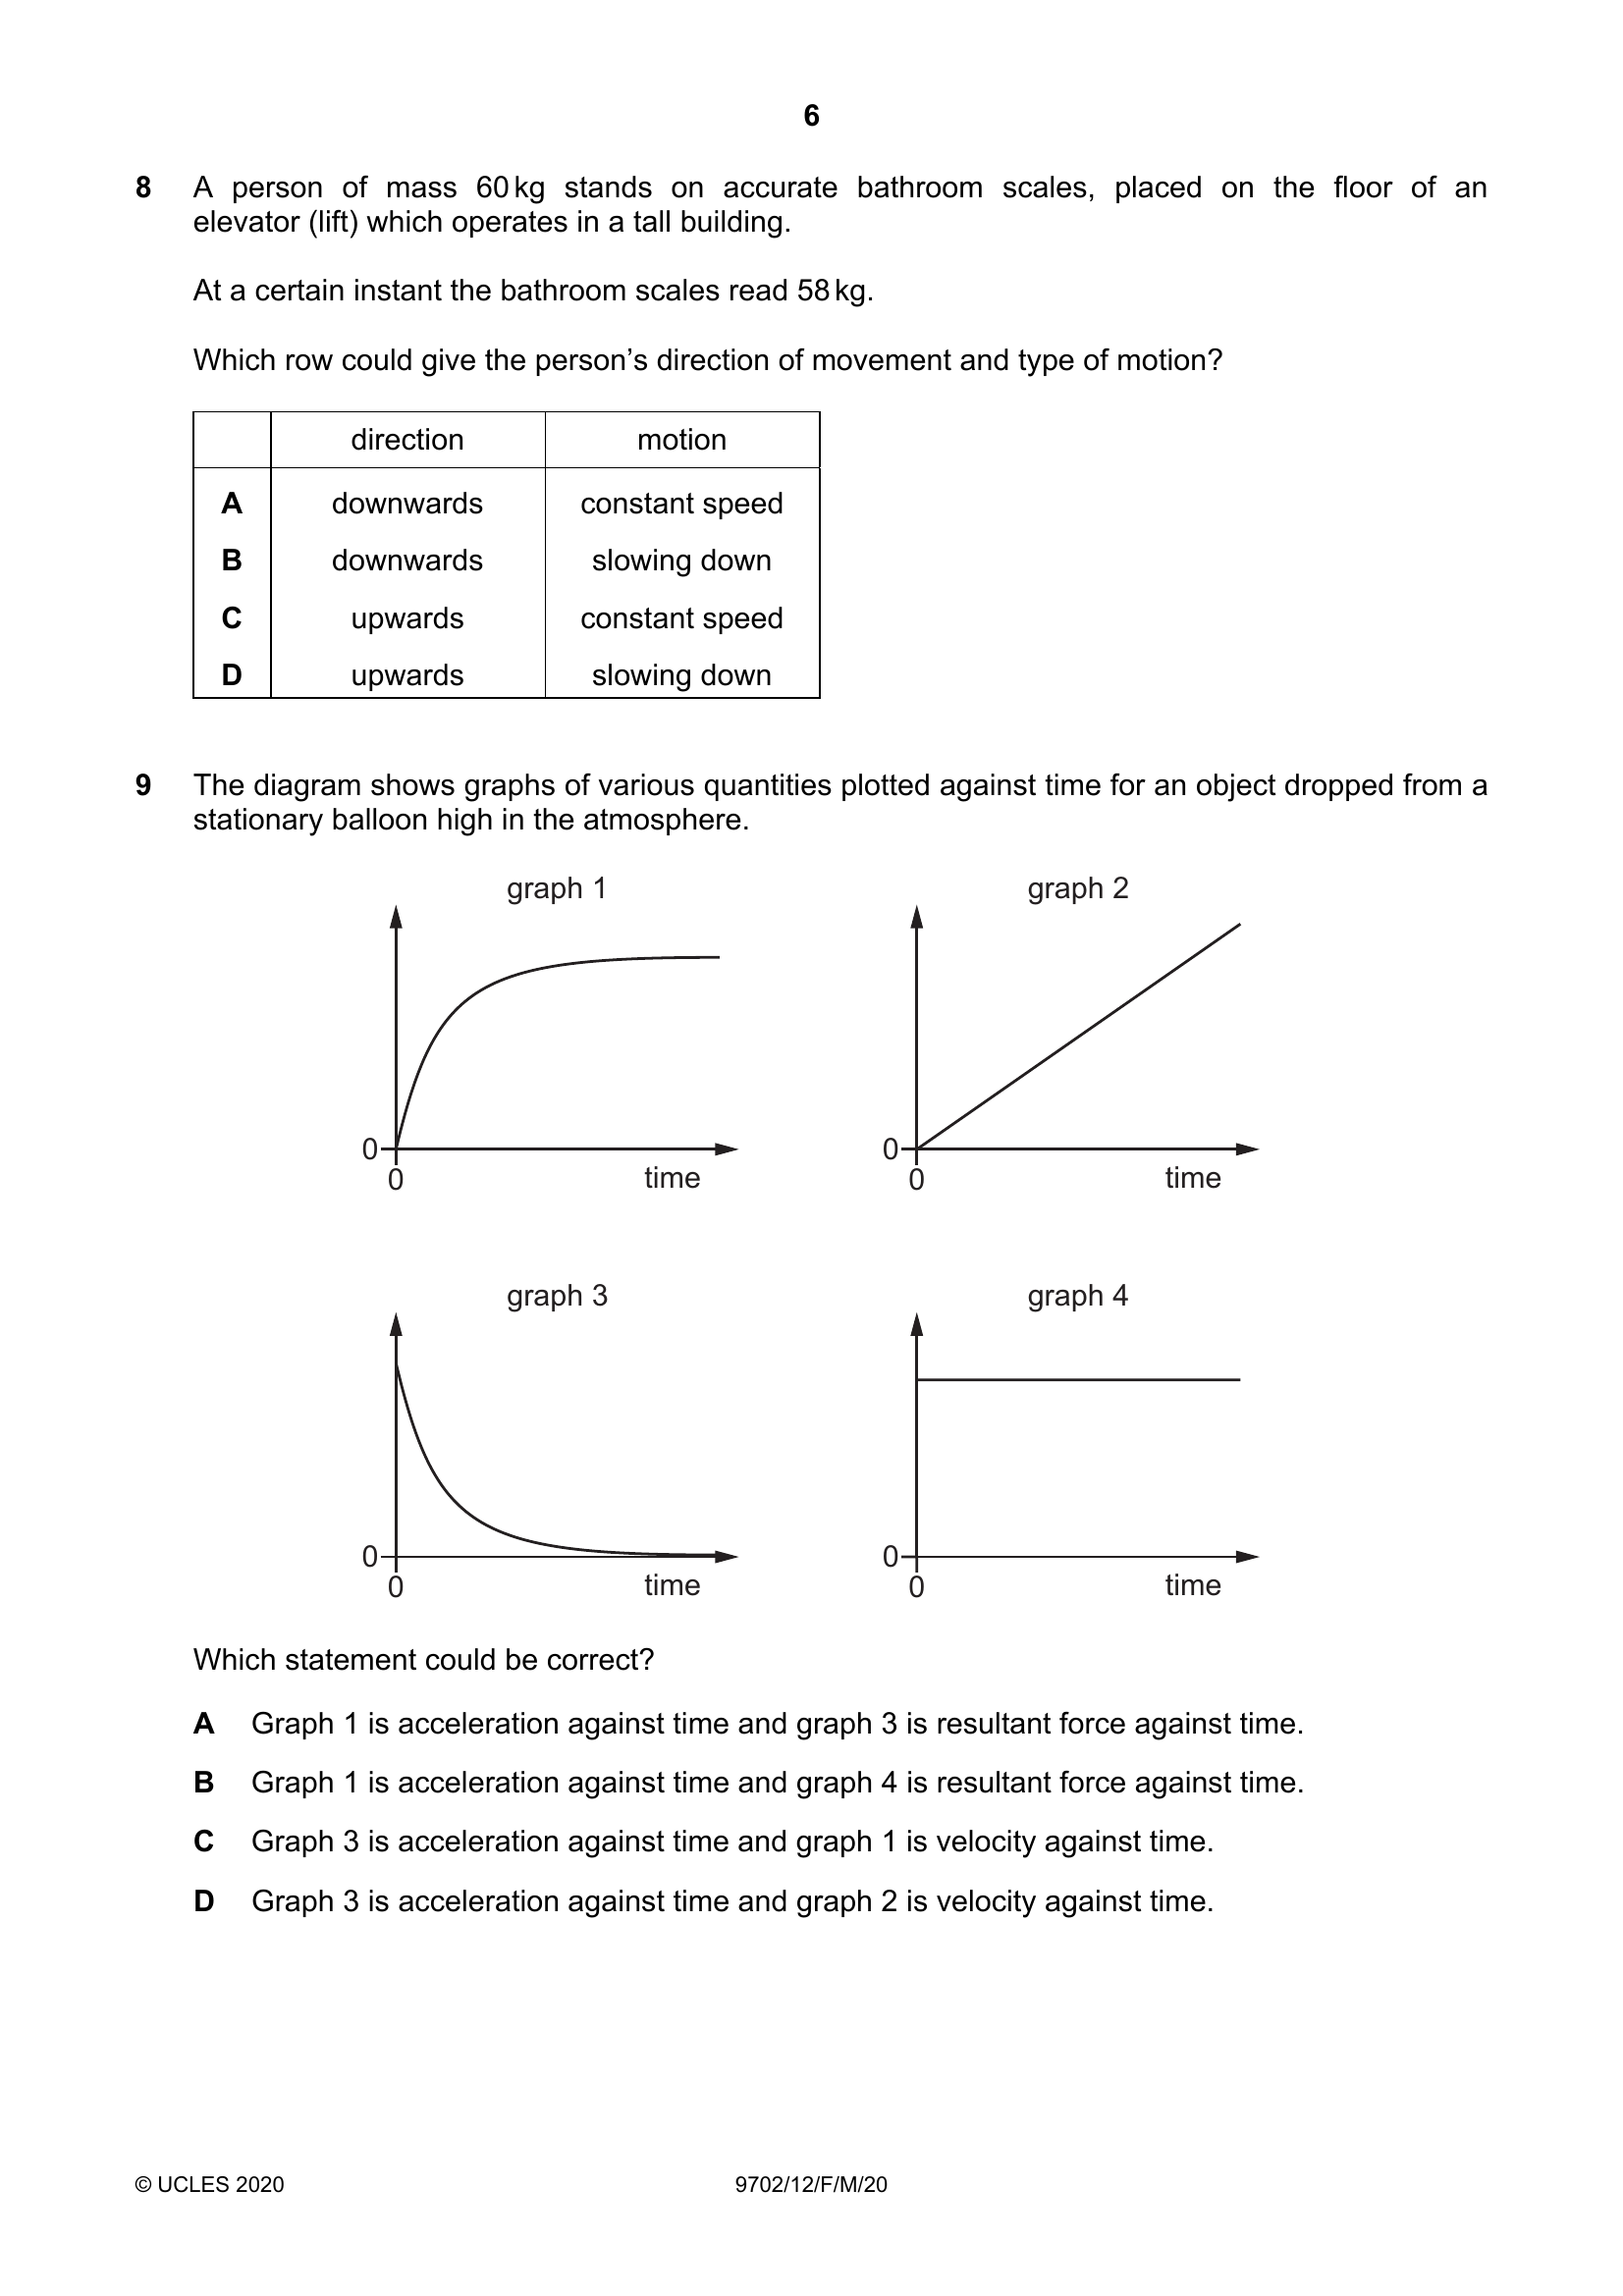 6
8 A person of mass 60 kg stands on accurate bathroom scales, placed on the floor of an
elevator (lift) which operates in a tall building.
At a certain instant the bathroom scales read 58 kg.
Which row could give the person’s direction of movement and type of motion?
direction motion
A downwards constant speed
B downwards slowing down
C upwards constant speed
D upwards slowing down
9 The diagram shows graphs of various quantities plotted against time for an object dropped from a
stationary balloon high in the atmosphere.
graph 1 graph 2
0 0
0 time 0 time
graph 3 graph 4
0 0
0 time 0 time
Which statement could be correct?
A Graph 1 is acceleration against time and graph 3 is resultant force against time.
B Graph 1 is acceleration against time and graph 4 is resultant force against time.
C Graph 3 is acceleration against time and graph 1 is velocity against time.
D Graph 3 is acceleration against time and graph 2 is velocity against time.
© UCLES 2020 9702/12/F/M/20